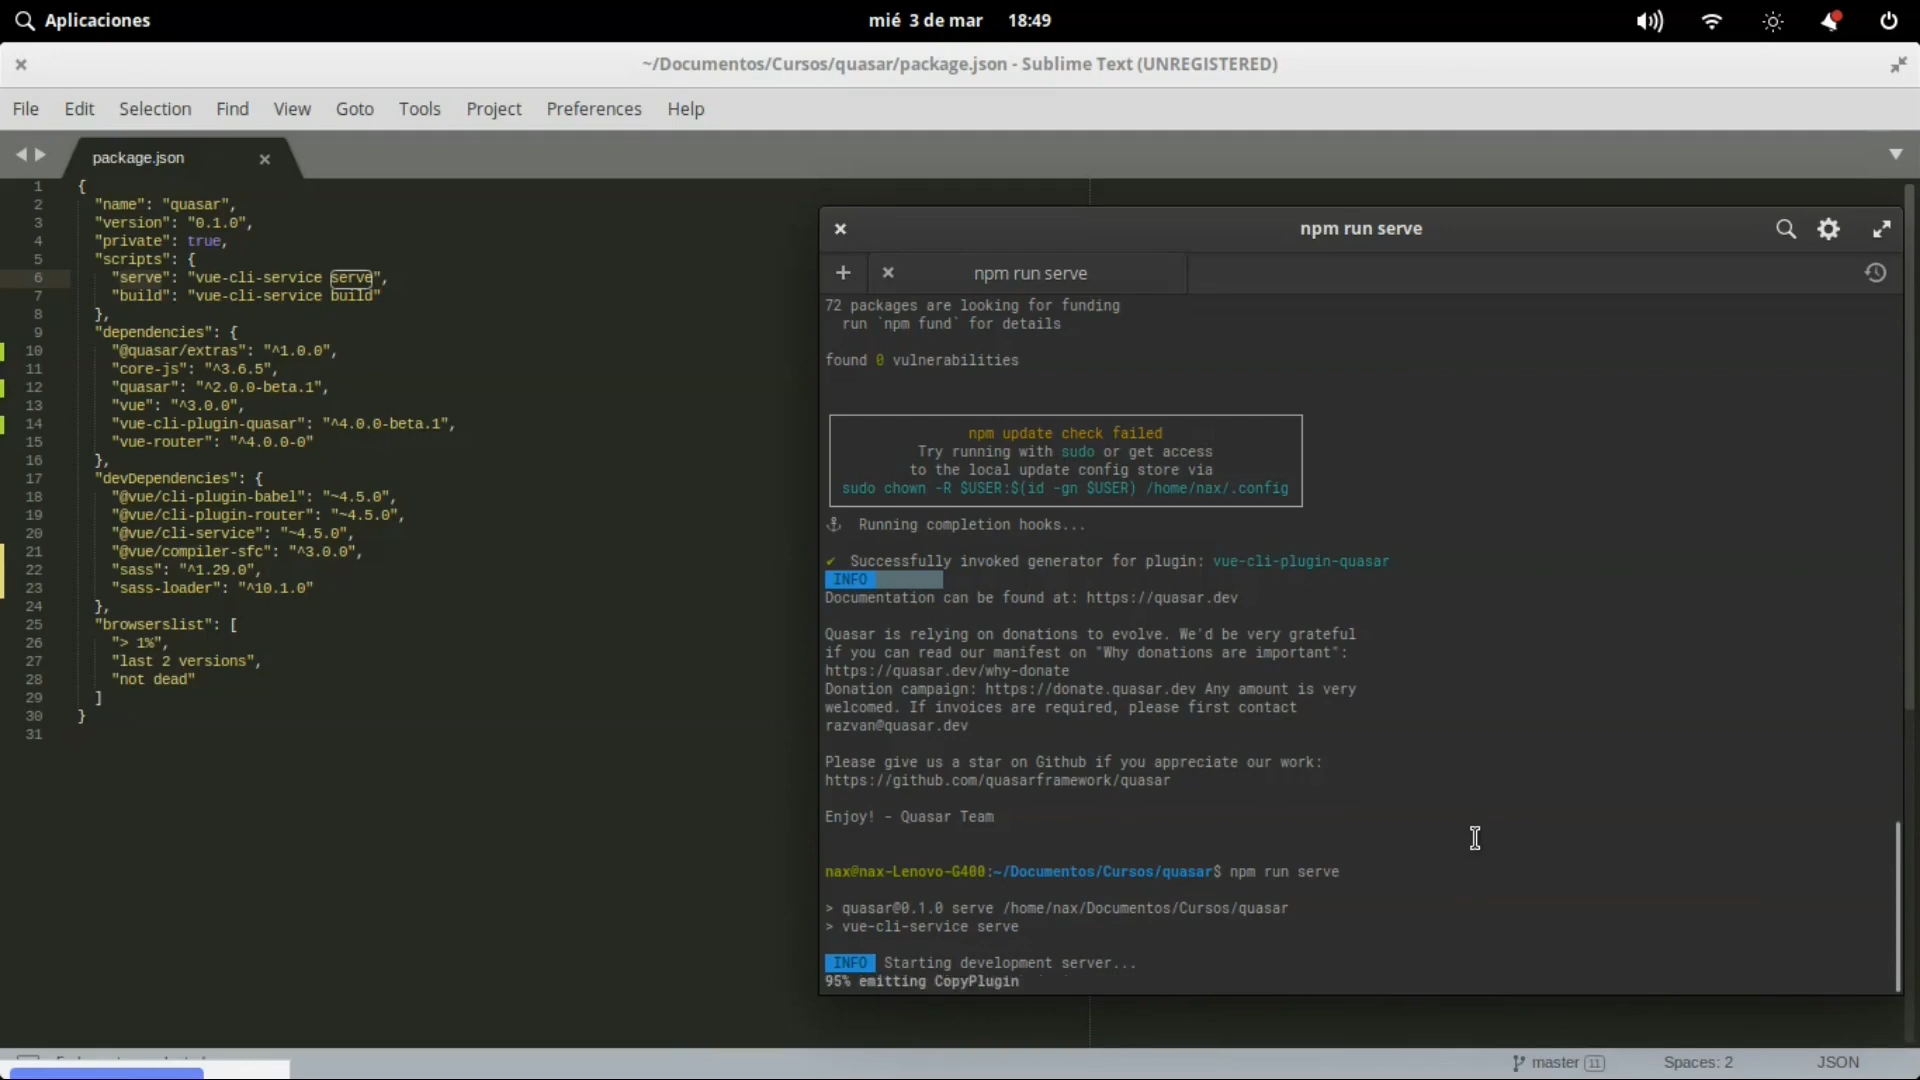 Aplicaciones
mié 3 de mar 18:49
~/Documentos/Cursos/quasar/package.json - Sublime Text (UNREGISTERED)
File Edit Selection Find View Goto Tools Project Preferences Help
package.json
1 {
2 "name": "quasar",
3 "version": "0.1.0",
4 "private": true,
5 "scripts": {
6 "serve": "vue-cli-service serve",
7 "build": "vue-cli-service build"
8 },
9 "dependencies": {
10 "@quasar/extras": "^1.0.0",
11 "core-js": "^3.6.5",
12 "quasar": "^2.0.0-beta.1",
13 "vue": "^3.0.0",
14 "vue-cli-plugin-quasar": "^4.0.0-beta.1",
15 "vue-router": "^4.0.0-0"
16 },
17 "devDependencies": {
18 "@vue/cli-plugin-babel": "~4.5.0",
19 "@vue/cli-plugin-router": "~4.5.0",
20 "@vue/cli-service": "~4.5.0",
21 "@vue/compiler-sfc": "^3.0.0",
22 "sass": "^1.29.0",
23 "sass-loader": "^10.1.0"
24 },
25 "browserslist": [
26 "> 1%",
27 "last 2 versions",
28 "not dead"
29 ]
30 }
31
npm run serve
npm run serve
72 packages are looking for funding
run `npm fund` for details
found 0 vulnerabilities
npm update check failed
Try running with sudo or get access
to the local update config store via
sudo chown -R $USER:$(id -gn $USER) /home/nax/.config
⚓ Running completion hooks...
✔ Successfully invoked generator for plugin: vue-cli-plugin-quasar
INFO
Documentation can be found at: https://quasar.dev
Quasar is relying on donations to evolve. We'd be very grateful
if you can read our manifest on "Why donations are important":
https://quasar.dev/why-donate
Donation campaign: https://donate.quasar.dev Any amount is very
welcomed. If invoices are required, please first contact
razvan@quasar.dev
Please give us a star on Github if you appreciate our work:
https://github.com/quasarframework/quasar
Enjoy! - Quasar Team
nax@nax-Lenovo-G400:~/Documentos/Cursos/quasar$ npm run serve
> quasar@0.1.0 serve /home/nax/Documentos/Cursos/quasar
> vue-cli-service serve
INFO Starting development server...
95% emitting CopyPlugin
master 11 Spaces: 2 JSON